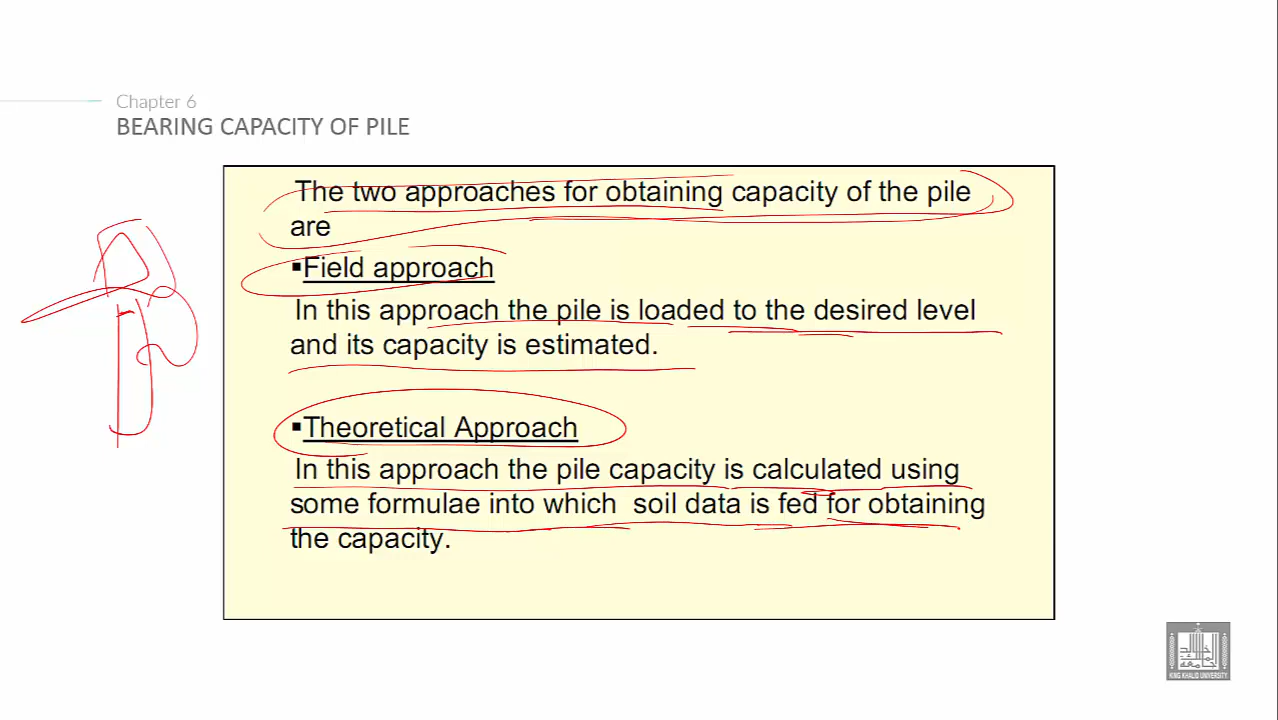 Chapter 6
BEARING CAPACITY OF PILE
The two approaches for obtaining capacity of the pile
are
▪Field approach
In this approach the pile is loaded to the desired level
and its capacity is estimated.
▪Theoretical Approach
In this approach the pile capacity is calculated using
some formulae into which soil data is fed for obtaining
the capacity.
KING KHALID UNIVERSITY